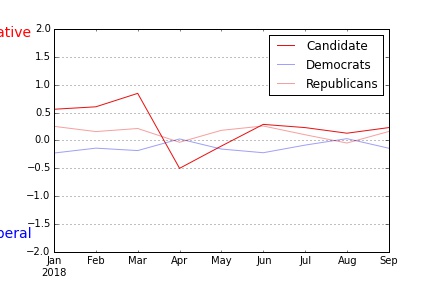 ative
Candidate
Democrats
Republicans
2.0
1.5
1.0
0.5
0.0
−0.5
−1.0
−1.5
−2.0
beral
Jan Feb Mar Apr May Jun Jul Aug Sep
2018